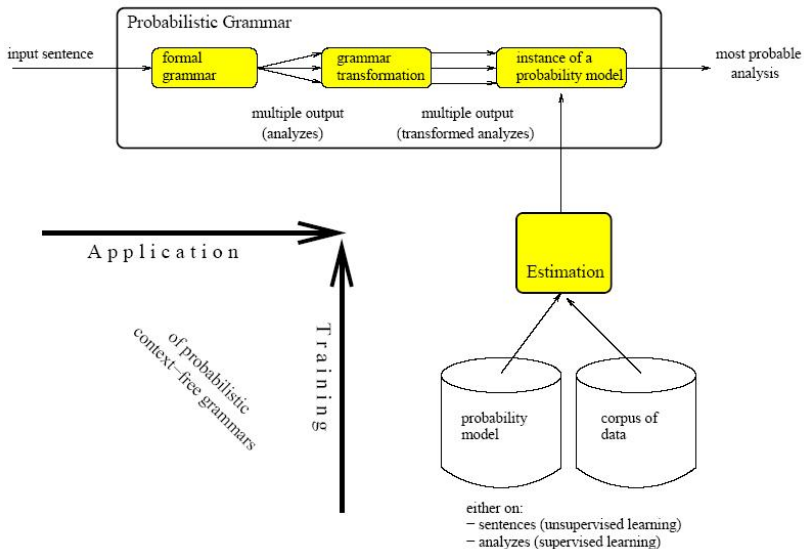 Probabilistic Grammar
input sentence
formal
grammar
grammar
transformation
instance of a
probability model
most probable
analysis
multiple output
(analyzes)
multiple output
(transformed analyzes)
Application
Training
of probabilistic
context–free grammars
Estimation
probability
model
corpus of
data
either on:
– sentences (unsupervised learning)
– analyzes (supervised learning)